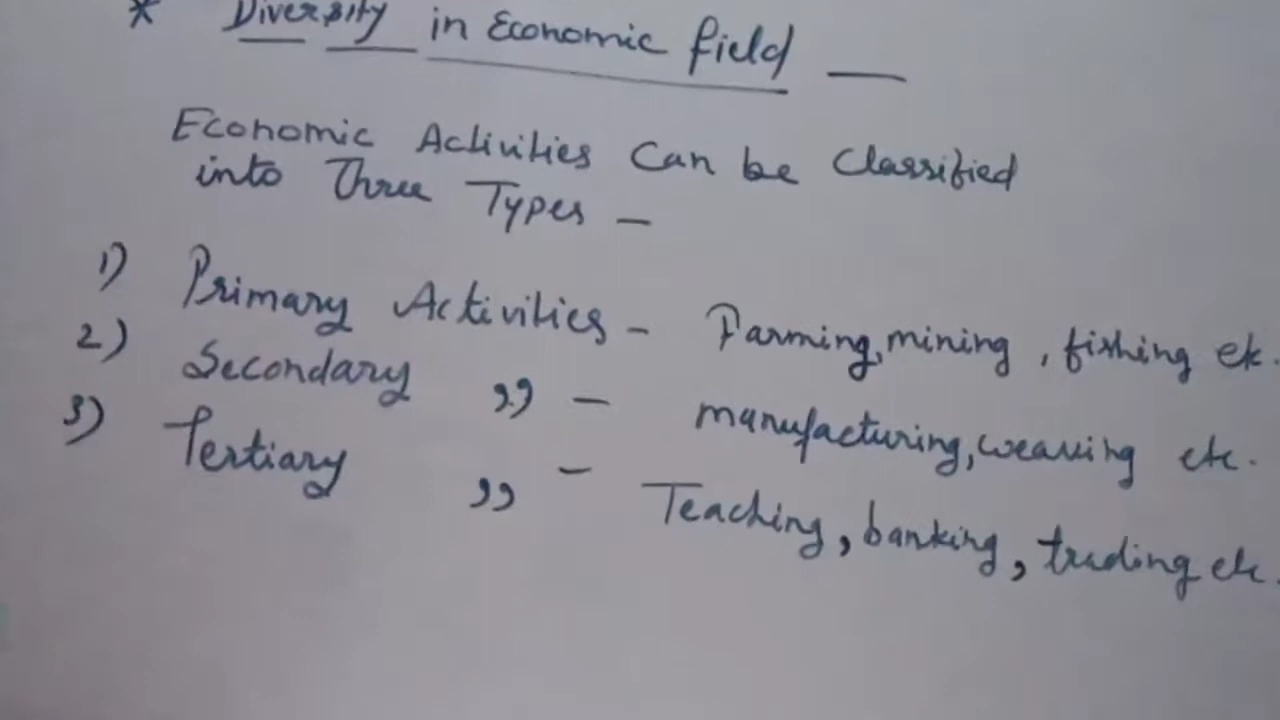 * Diversity in Economic field —
Economic Activities Can be Classified
into Three Types —
1) Primary Activities - Farming, mining, fishing etc.
2) Secondary ,, - manufacturing, weaving etc.
3) Tertiary ,, - Teaching, banking, trading etc.